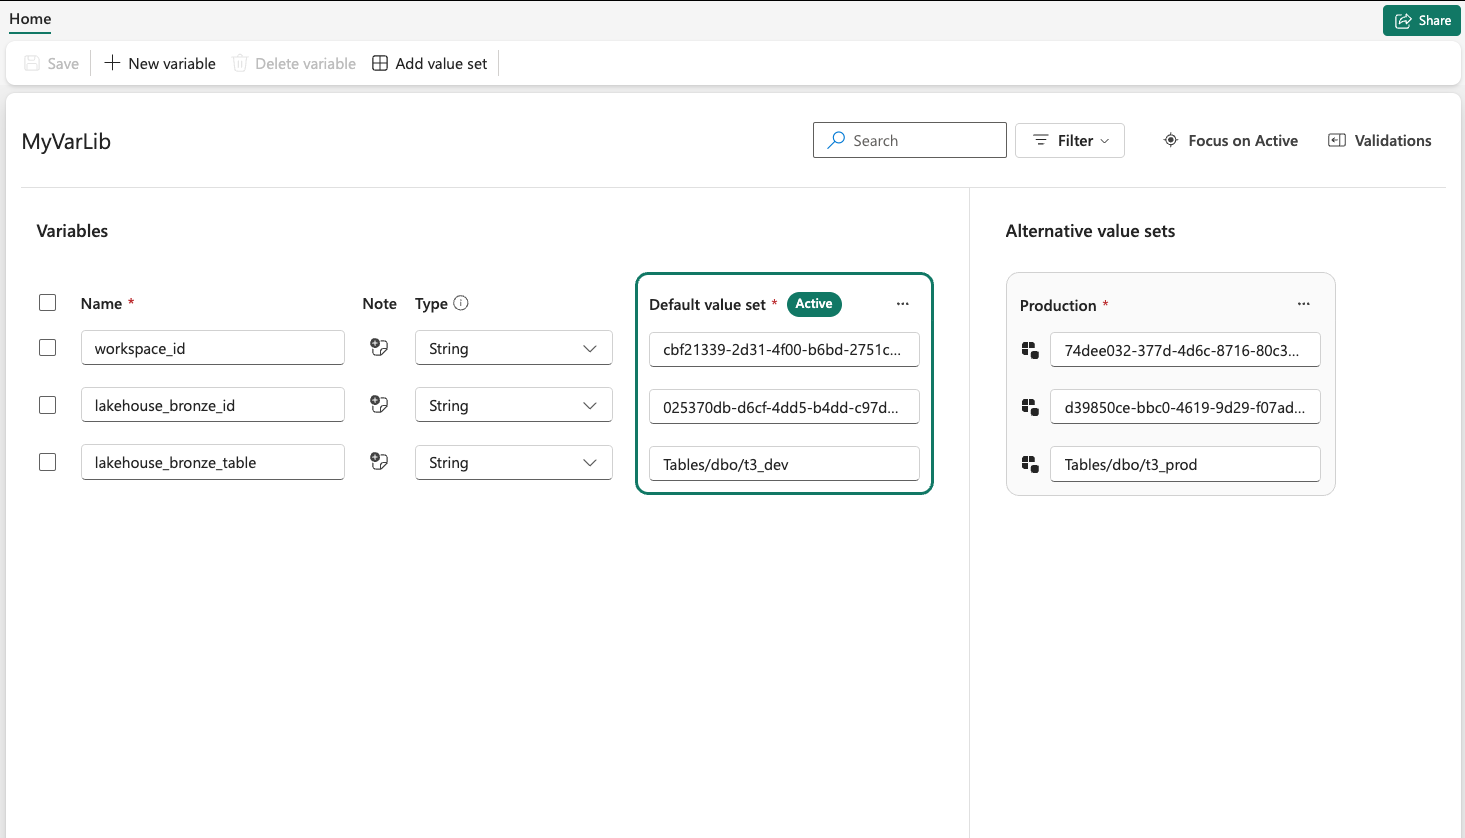 Home
Share
Save
New variable
Delete variable
Add value set
MyVarLib
Search
Filter
Focus on Active
Validations
Variables
Alternative value sets
Name *
Note
Type
Default value set * Active
...
Production *
...
workspace_id
String
cbf21339-2d31-4f00-b6bd-2751c...
74dee032-377d-4d6c-8716-80c3...
lakehouse_bronze_id
String
025370db-d6cf-4dd5-b4dd-c97d...
d39850ce-bbc0-4619-9d29-f07ad...
lakehouse_bronze_table
String
Tables/dbo/t3_dev
Tables/dbo/t3_prod